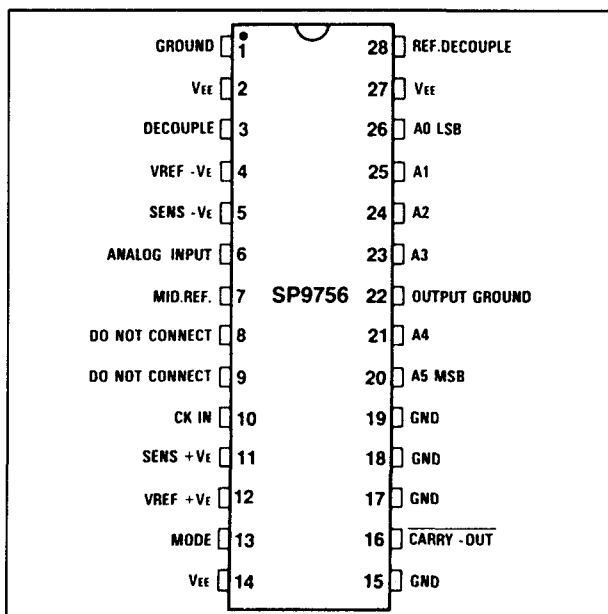 GROUND 1 28 REF.DECOUPLE
VEE 2 27 VEE
DECOUPLE 3 26 A0 LSB
VREF -VE 4 25 A1
SENS -VE 5 24 A2
ANALOG INPUT 6 23 A3
MID.REF. 7 SP9756 22 OUTPUT GROUND
DO NOT CONNECT 8 21 A4
DO NOT CONNECT 9 20 A5 MSB
CK IN 10 19 GND
SENS +VE 11 18 GND
VREF +VE 12 17 GND
MODE 13 16 CARRY -OUT
VEE 14 15 GND